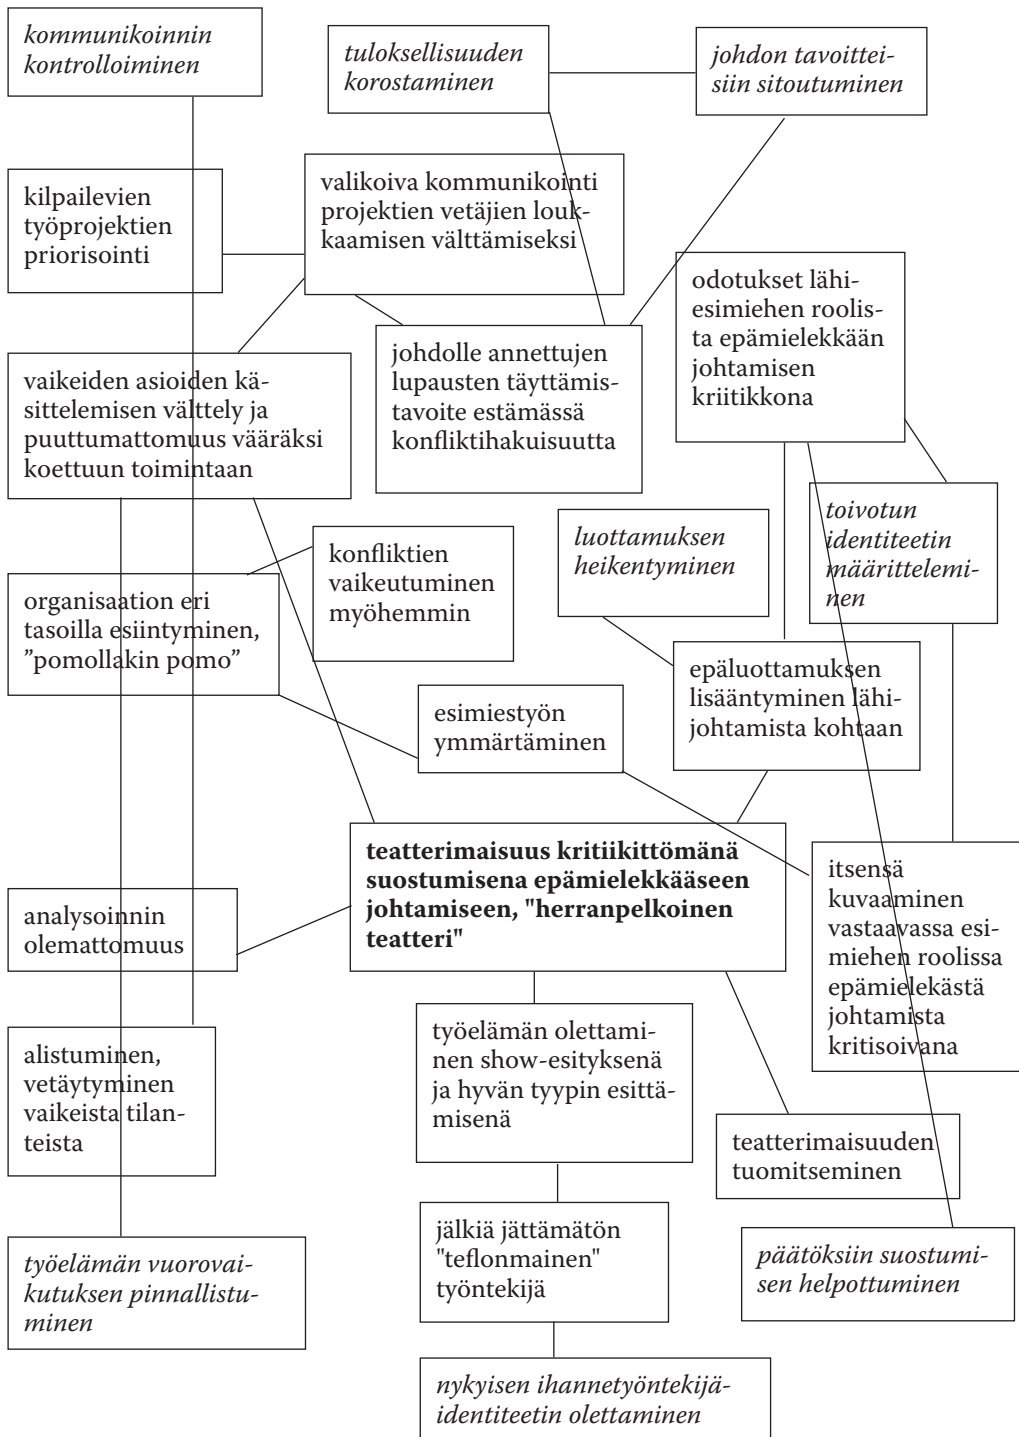 kommunikoinnin
kontrolloiminen
tuloksellisuuden
korostaminen
johdon tavoittei-
siin sitoutuminen
kilpailevien
työprojektien
priorisointi
valikoiva kommunikointi
projektien vetäjien louk-
kaamisen välttämiseksi
odotukset lähi-
esimiehen roolis-
ta epämielekkään
johtamisen
kriitikkona
vaikeiden asioiden kä-
sittelemisen välttely ja
puuttumattomuus vääräksi
koettuun toimintaan
johdolle annettujen
lupausten täyttämis-
tavoite estämässä
konfliktihakuisuutta
toivotun
identiteetin
määrittelemi-
nen
luottamuksen
heikentyminen
konfliktien
vaikeutuminen
myöhemmin
organisaation eri
tasoilla esiintyminen,
”pomollakin pomo”
epäluottamuksen
lisääntyminen lähi-
johtamista kohtaan
esimiestyön
ymmärtäminen
teatterimaisuus kritiikittömänä
suostumisena epämielekkääseen
johtamiseen, "herranpelkoinen
teatteri"
itsensä
kuvaaminen
vastaavassa esi-
miehen roolissa
epämielekästä
johtamista
kritisoivana
analysoinnin
olemattomuus
työelämän olettami-
nen show-esityksenä
ja hyvän tyypin esittä-
misenä
alistuminen,
vetäytyminen
vaikeista tilan-
teista
teatterimaisuuden
tuomitseminen
jälkiä jättämätön
"teflonmainen"
työntekijä
työelämän vuorovai-
kutuksen pinnallistu-
minen
päätöksiin suostumi-
sen helpottuminen
nykyisen ihannetyöntekijä-
identiteetin olettaminen